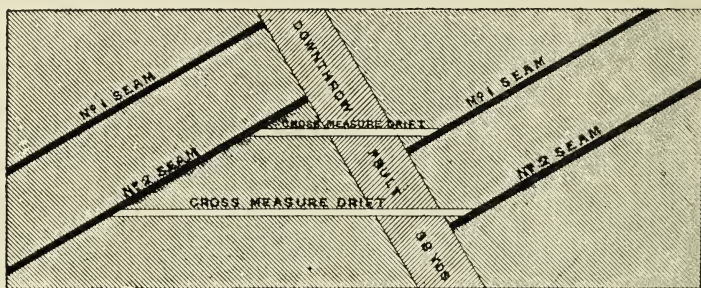 Nº 1 SEAM
Nº 2 SEAM
DOWNTHROW FAULT 38 YDS
CROSS MEASURE DRIFT
CROSS MEASURE DRIFT
Nº 1 SEAM
Nº 2 SEAM